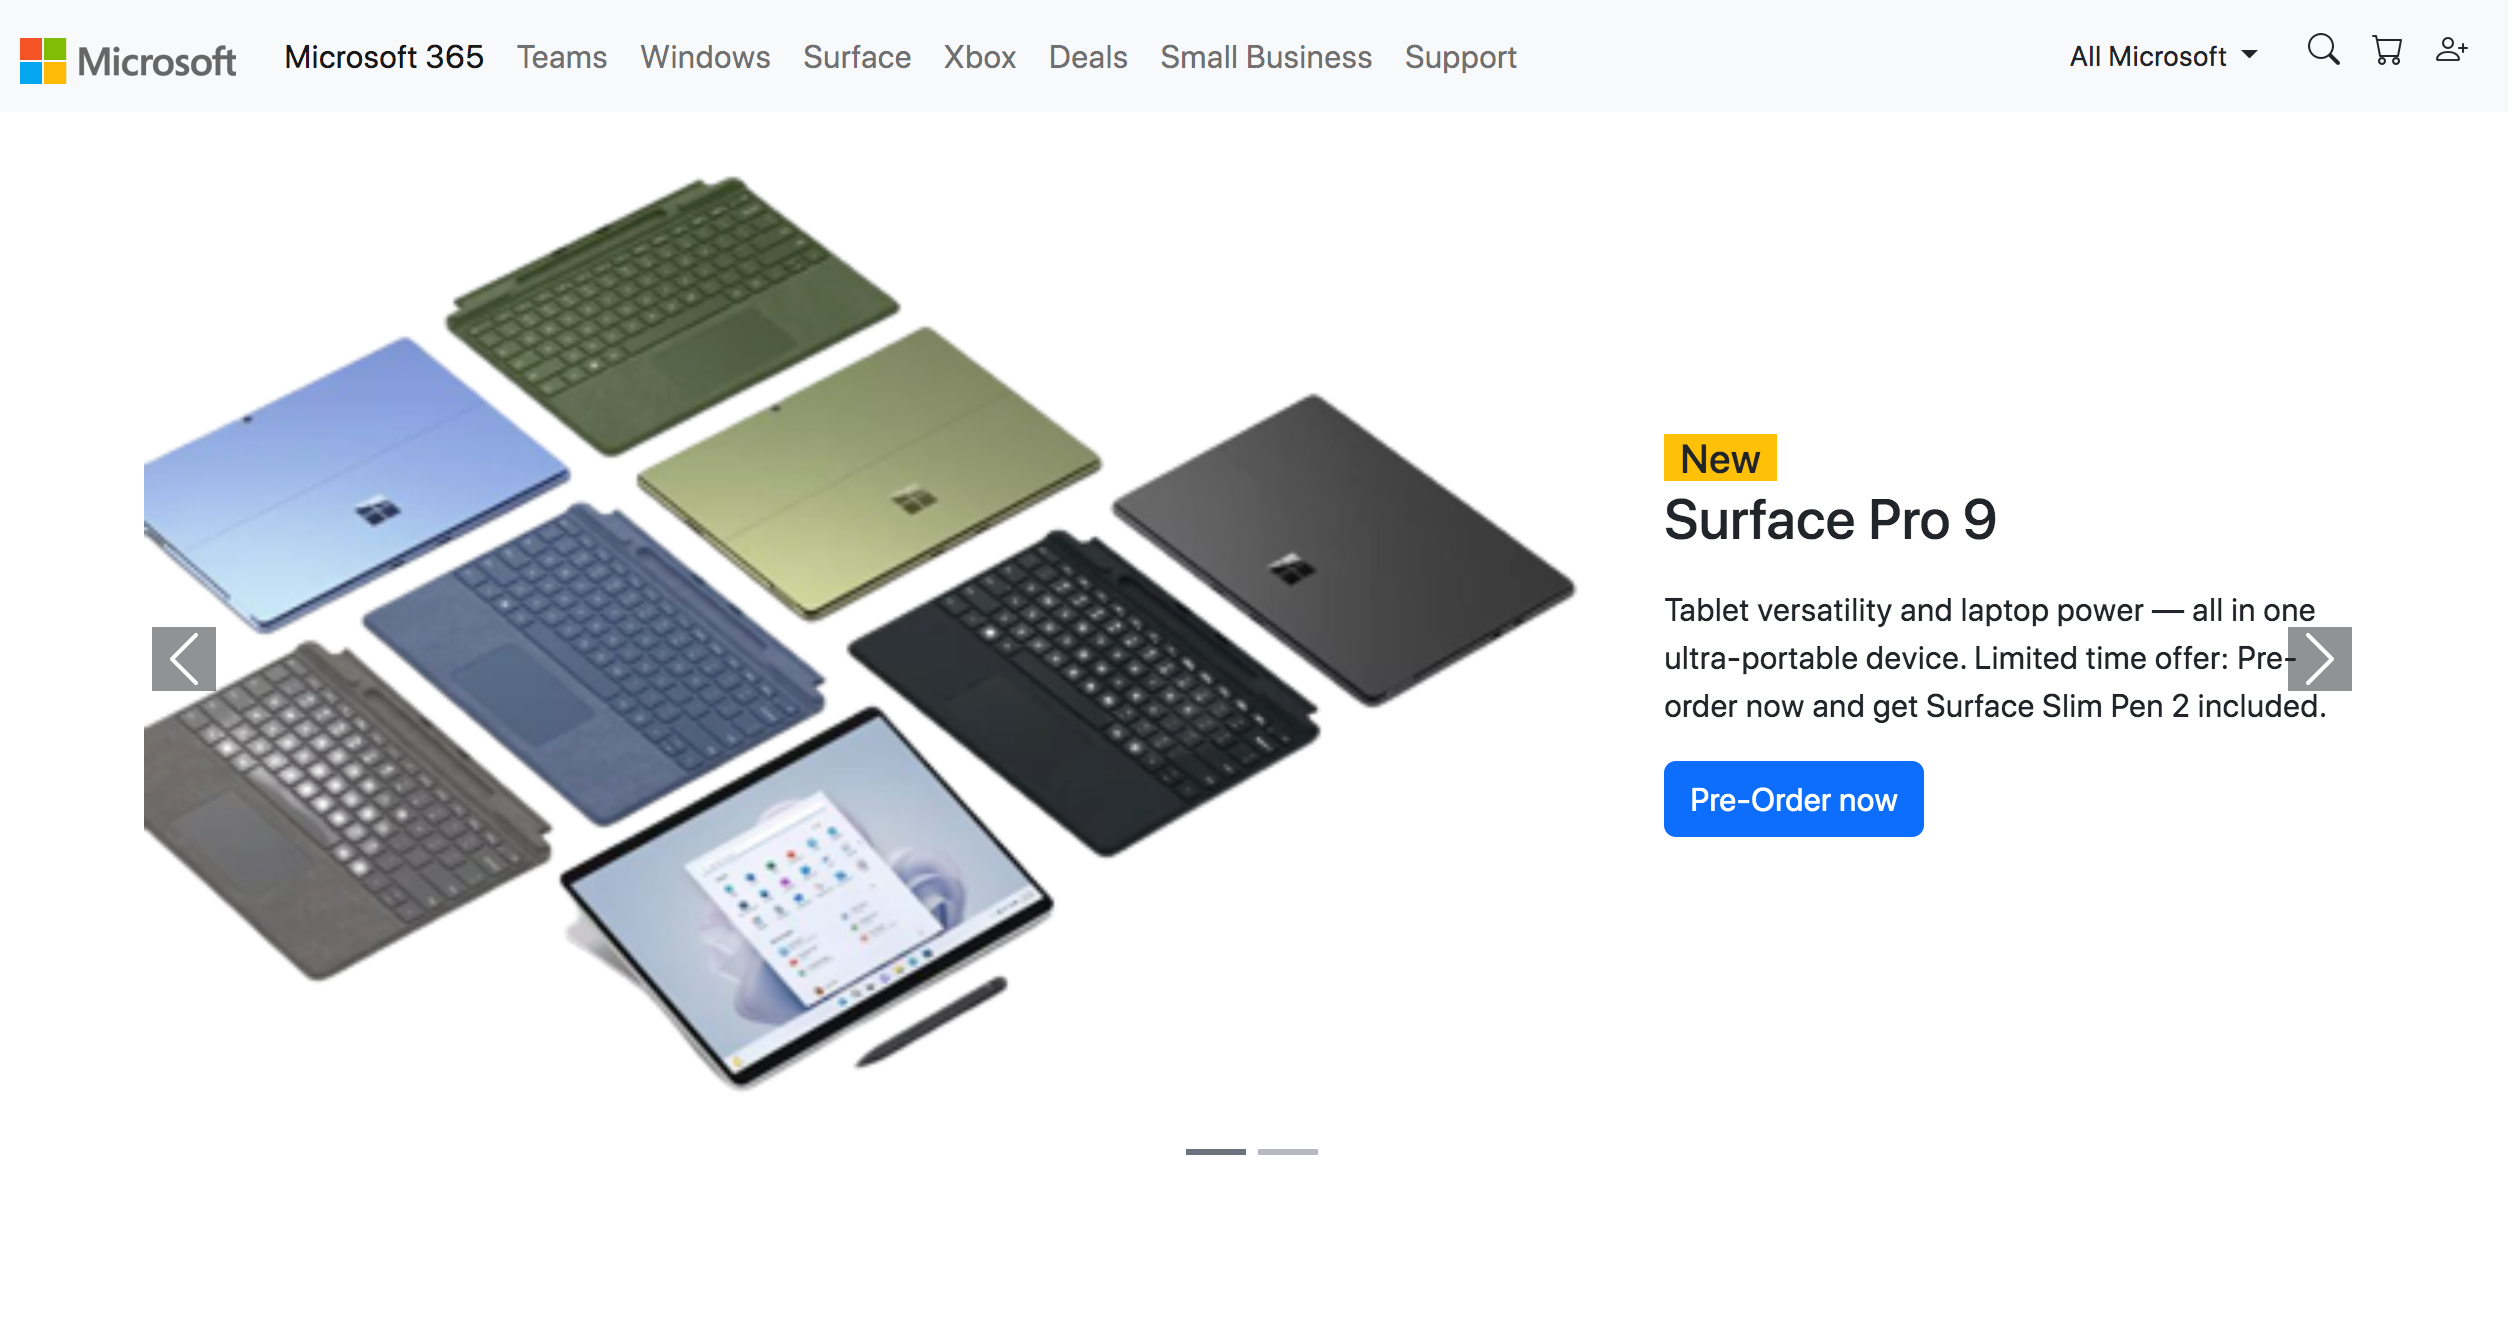 Microsoft
Microsoft 365 Teams Windows Surface Xbox Deals Small Business Support
All Microsoft
New
Surface Pro 9
Tablet versatility and laptop power — all in one
ultra-portable device. Limited time offer: Pre-
order now and get Surface Slim Pen 2 included.
Pre-Order now